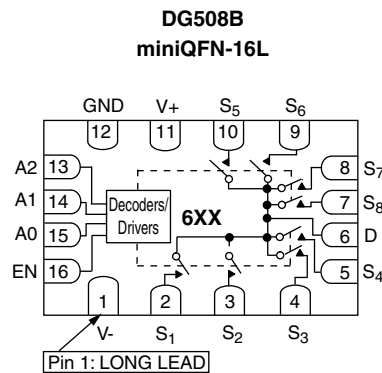 DG508B
miniQFN-16L
GND V+ S5 S6
12 11 10 9
A2 13 8 S7
A1 14 7 S8
Decoders/
Drivers
6XX
A0 15 6 D
EN 16 5 S4
1 2 3 4
V- S1 S2 S3
Pin 1: LONG LEAD